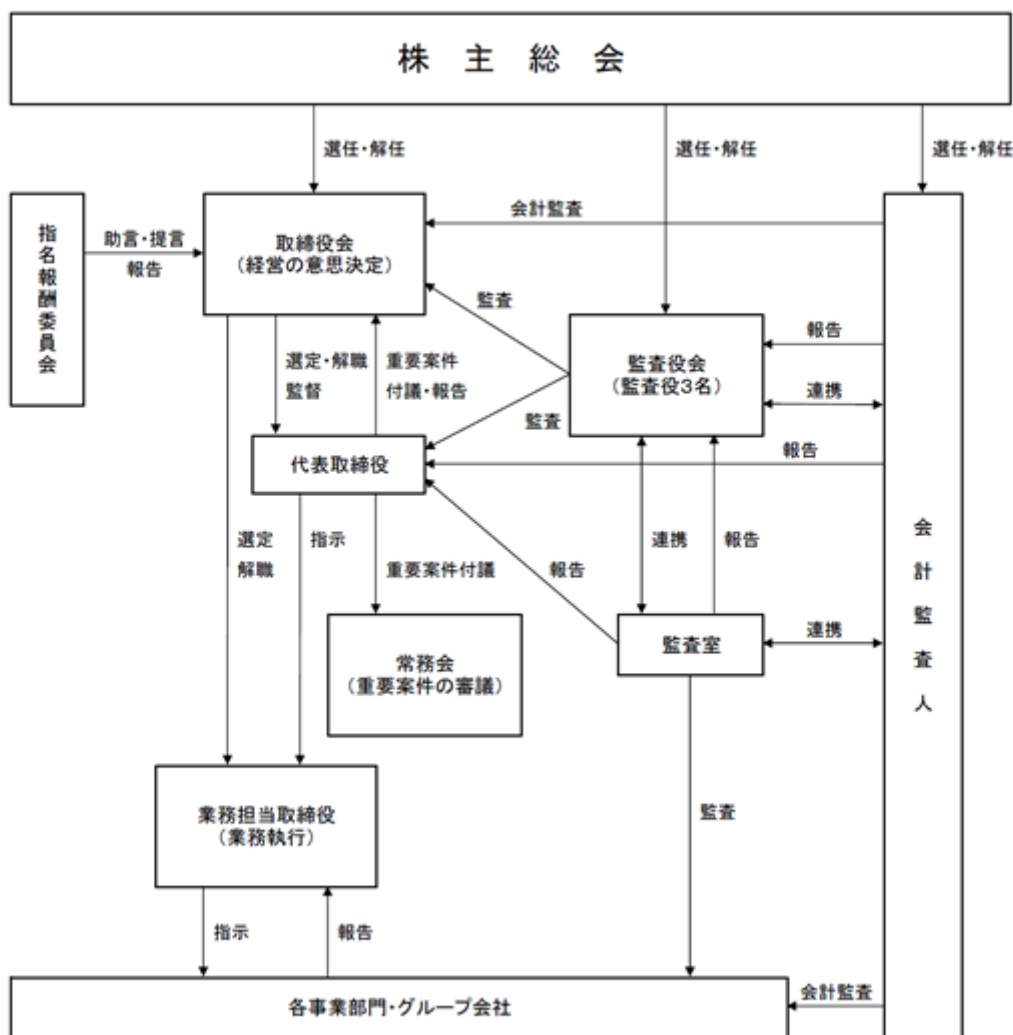 株主総会
選任・解任
選任・解任
選任・解任
指名報酬委員会
助言・提言
報告
取締役会
（経営の意思決定）
会計監査
監査
監査役会
（監査役3名）
報告
連携
選定・解職
監督
重要案件
付議・報告
監査
代表取締役
報告
選定
解職
指示
重要案件付議
報告
連携
報告
会計監査人
常務会
（重要案件の審議）
監査室
連携
業務担当取締役
（業務執行）
監査
指示
報告
各事業部門・グループ会社
会計監査